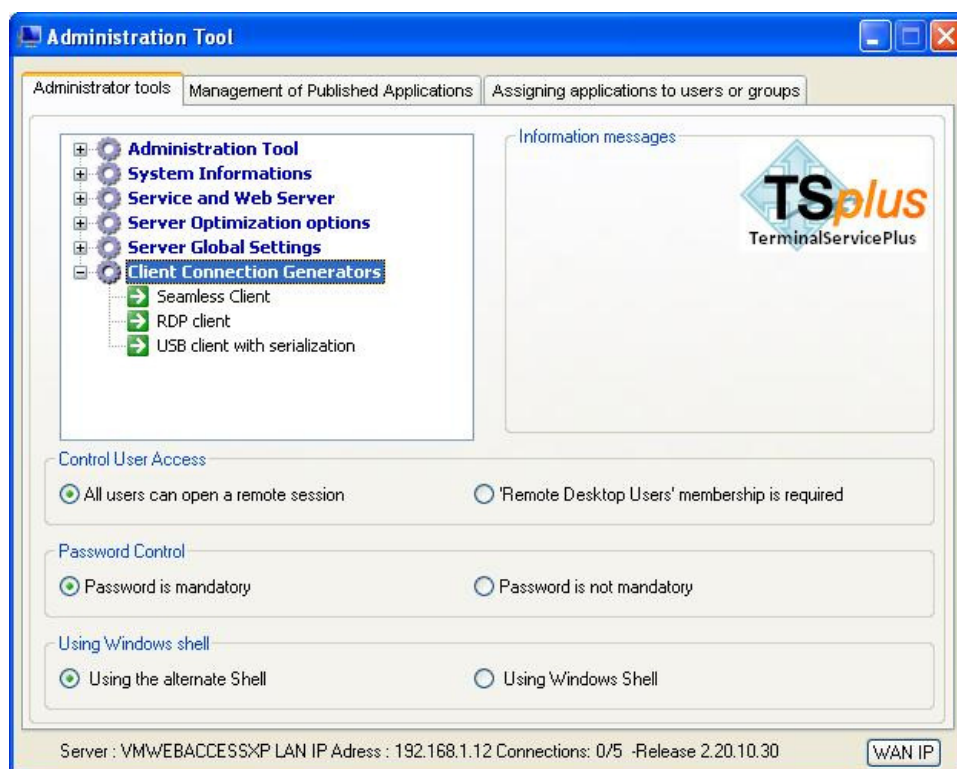 Administration Tool
Administrator tools
Management of Published Applications
Assigning applications to users or groups
Administration Tool
System Informations
Service and Web Server
Server Optimization options
Server Global Settings
Client Connection Generators
Seamless Client
RDP client
USB client with serialization
Information messages
TSplus
TerminalServicePlus
Control User Access
All users can open a remote session
'Remote Desktop Users' membership is required
Password Control
Password is mandatory
Password is not mandatory
Using Windows shell
Using the alternate Shell
Using Windows Shell
Server : VMWEBACCESSXP LAN IP Adress : 192.168.1.12 Connections: 0/5 -Release 2.20.10.30
WAN IP